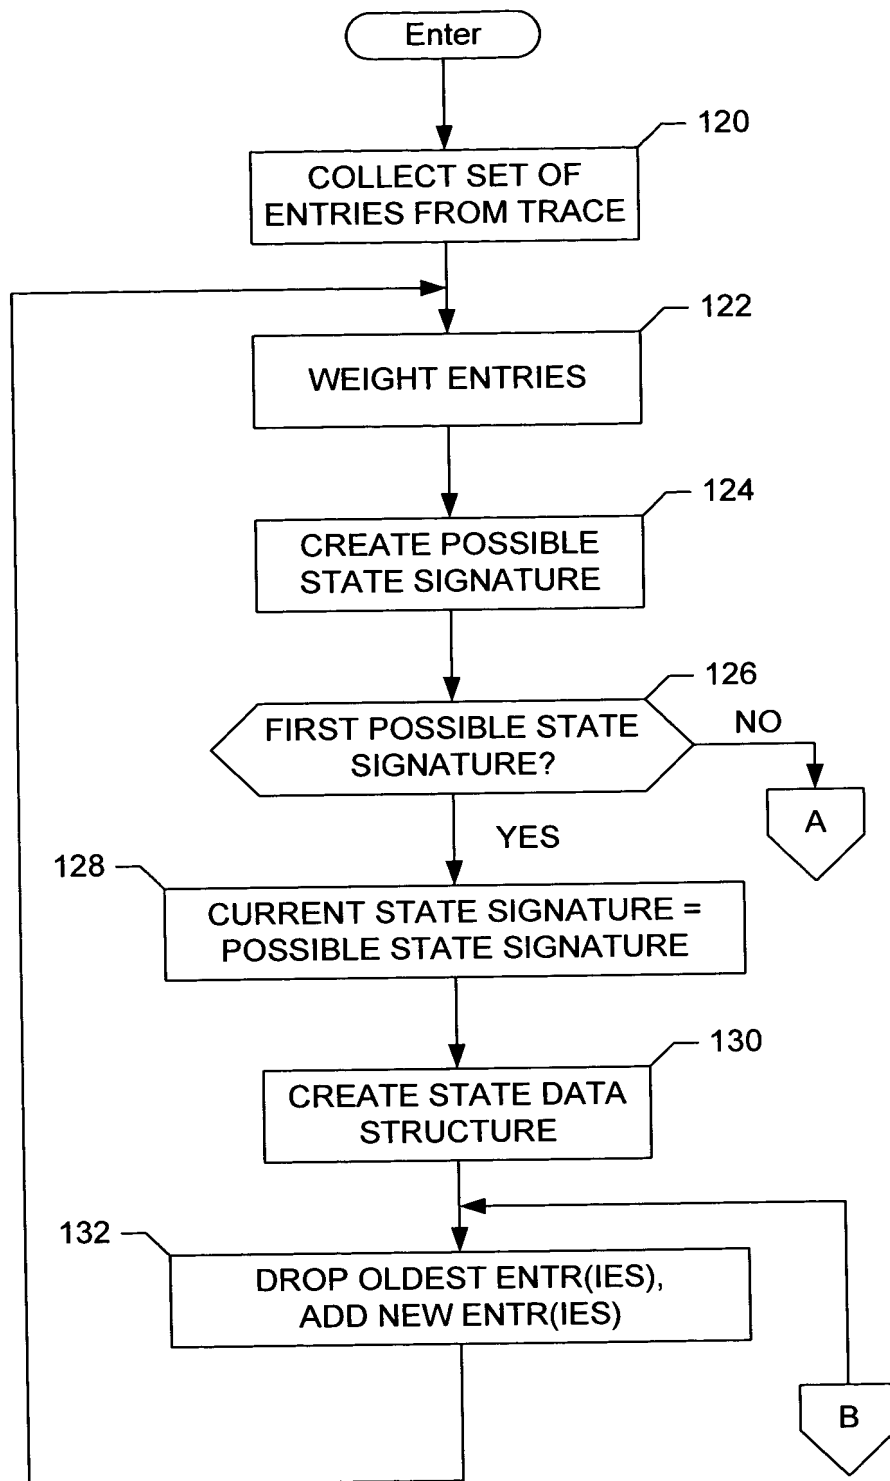 Enter
120
COLLECT SET OF
ENTRIES FROM TRACE
122
WEIGHT ENTRIES
124
CREATE POSSIBLE
STATE SIGNATURE
126
FIRST POSSIBLE STATE
SIGNATURE?
NO
A
YES
128
CURRENT STATE SIGNATURE =
POSSIBLE STATE SIGNATURE
130
CREATE STATE DATA
STRUCTURE
132
DROP OLDEST ENTR(IES),
ADD NEW ENTR(IES)
B